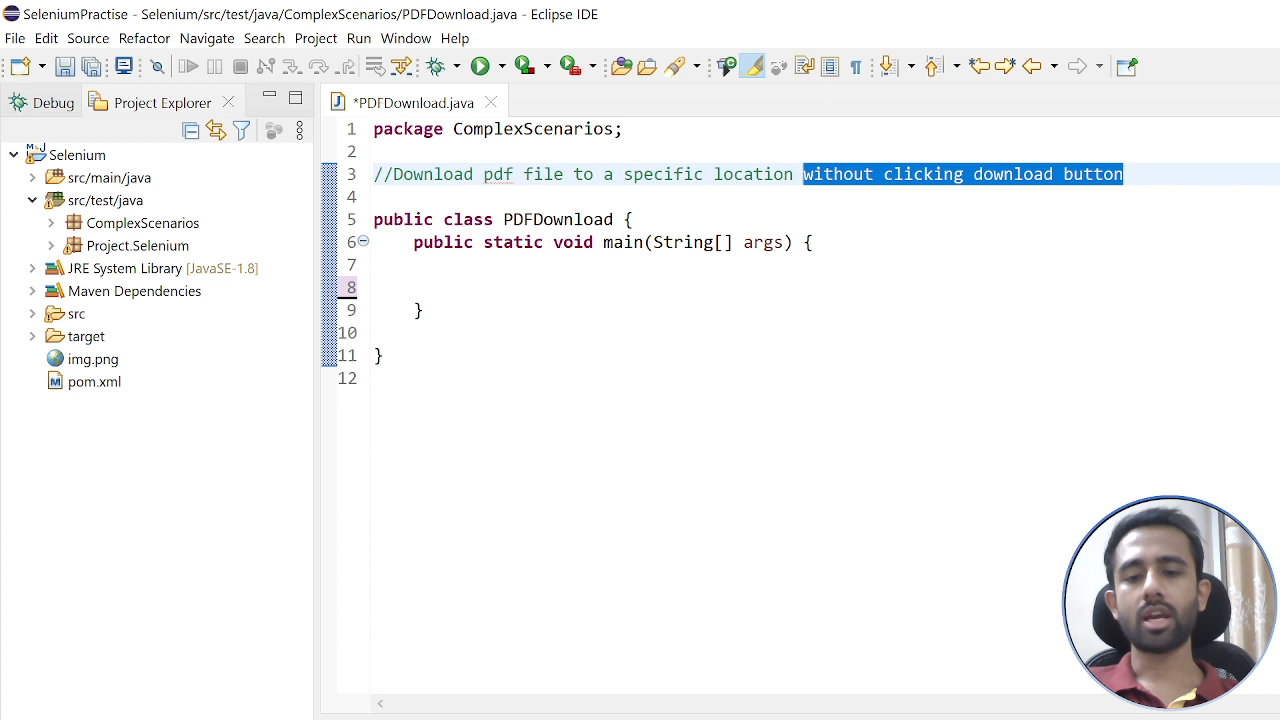 SeleniumPractise - Selenium/src/test/java/ComplexScenarios/PDFDownload.java - Eclipse IDE
File Edit Source Refactor Navigate Search Project Run Window Help
Debug Project Explorer *PDFDownload.java
Selenium
src/main/java
src/test/java
ComplexScenarios
Project.Selenium
JRE System Library [JavaSE-1.8]
Maven Dependencies
src
target
img.png
pom.xml
1 package ComplexScenarios;
2
3 //Download pdf file to a specific location without clicking download button
4
5 public class PDFDownload {
6 public static void main(String[] args) {
7
8
9 }
10
11 }
12